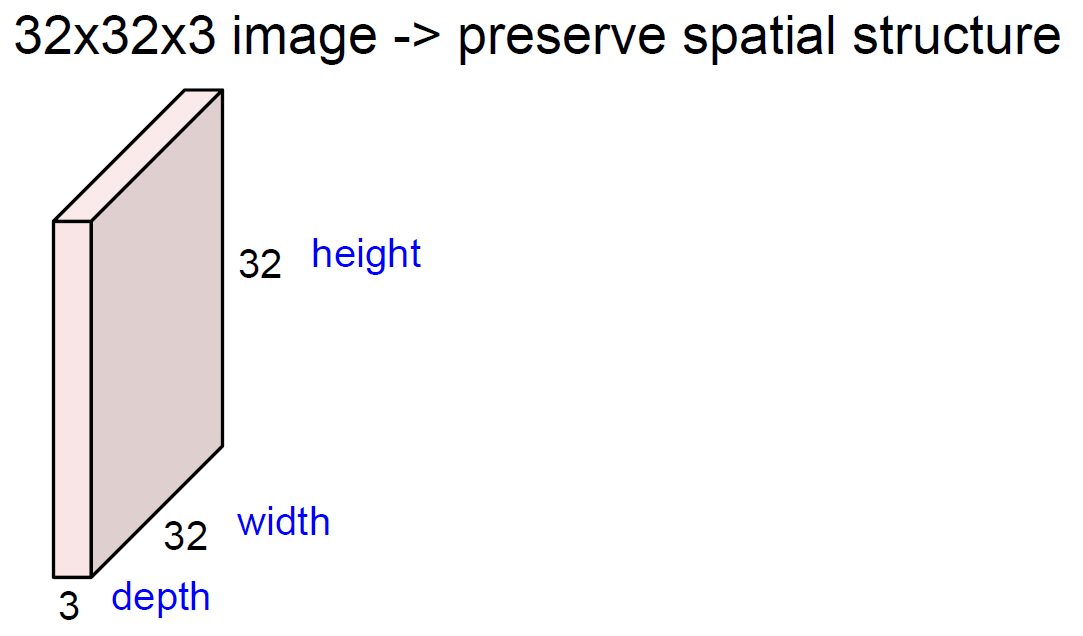 32x32x3 image -> preserve spatial structure
32 height
32 width
3 depth